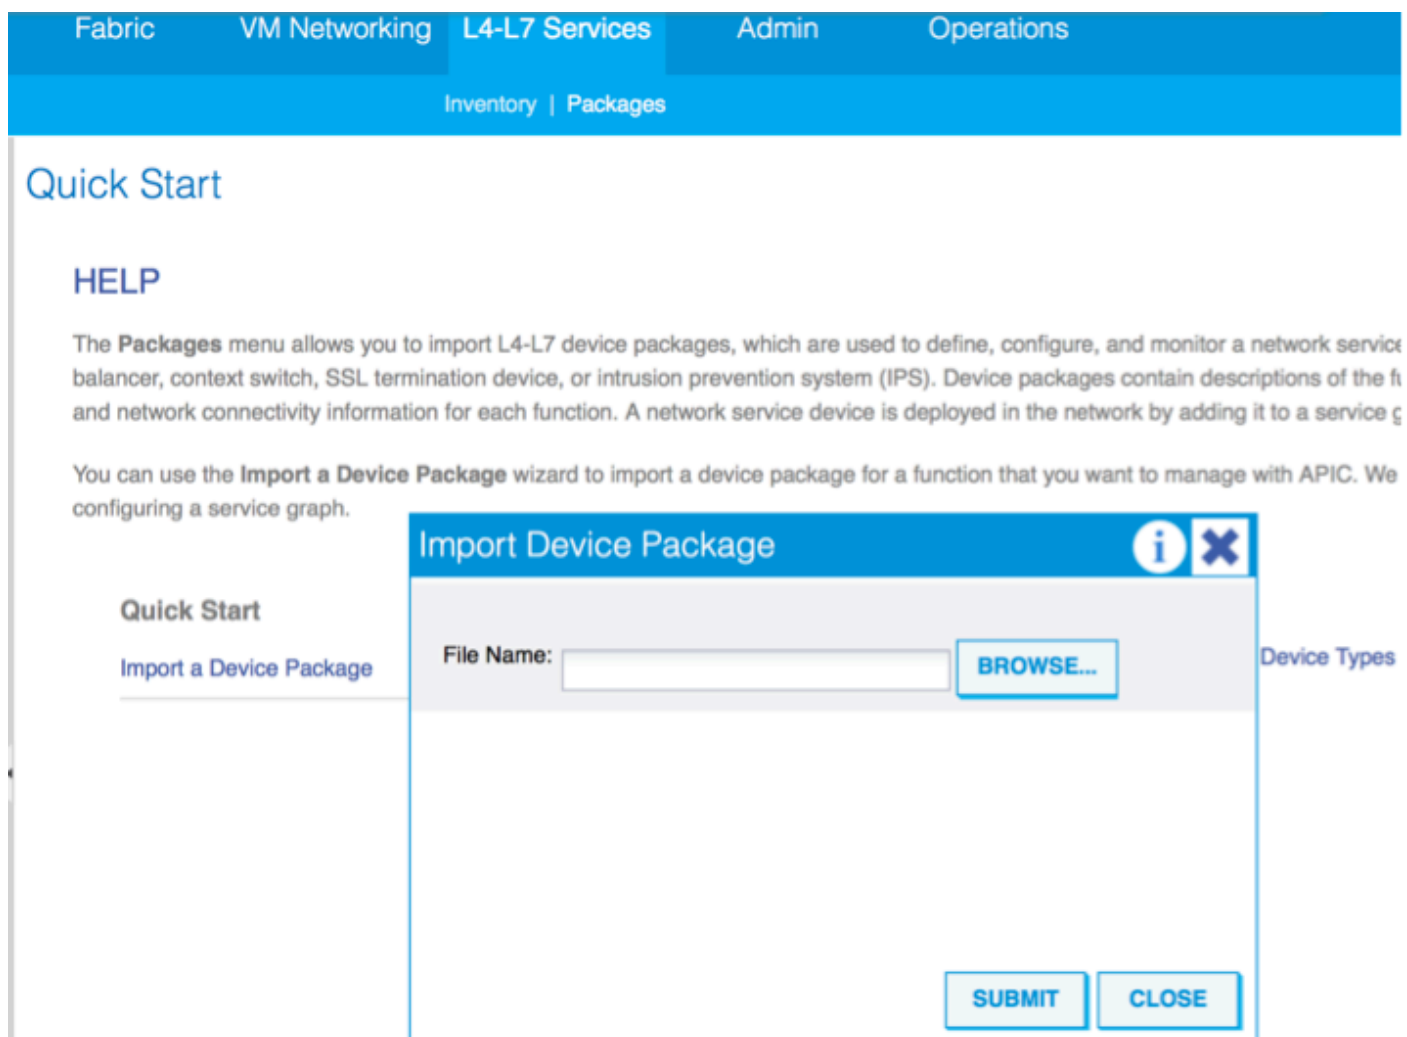 Fabric VM Networking L4-L7 Services Admin Operations
Inventory | Packages
Quick Start
HELP
The Packages menu allows you to import L4-L7 device packages, which are used to define, configure, and monitor a network service
balancer, context switch, SSL termination device, or intrusion prevention system (IPS). Device packages contain descriptions of the
and network connectivity information for each function. A network service device is deployed in the network by adding it to a service
You can use the Import a Device Package wizard to import a device package for a function that you want to manage with APIC. We
configuring a service graph.
Import Device Package i
Quick Start
Import a Device Package
File Name: BROWSE...
Device Types
SUBMIT CLOSE